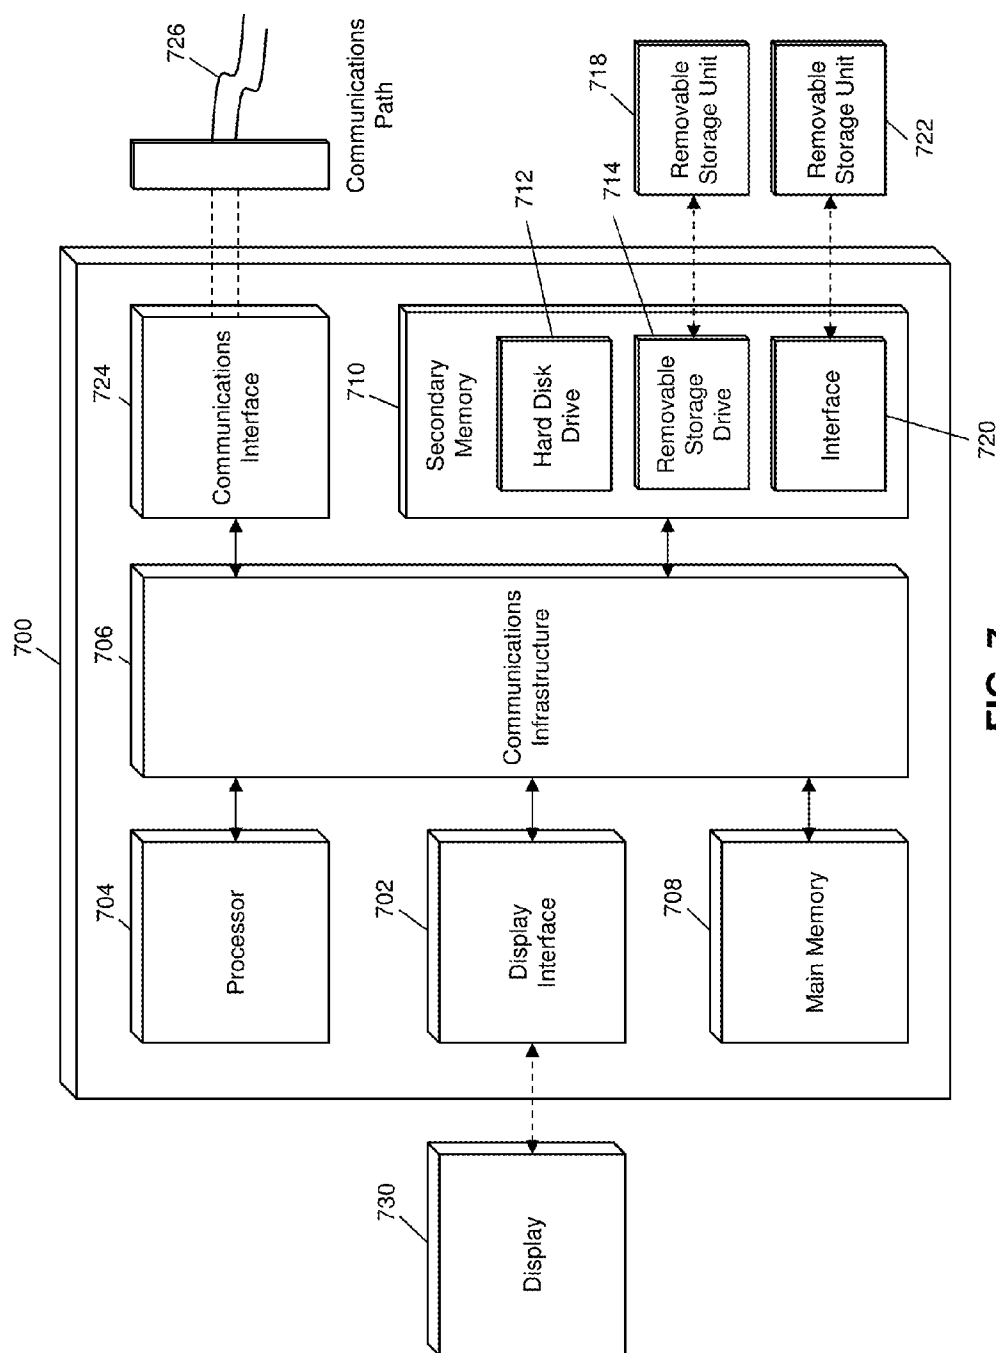 700
704
Processor
706
Communications
Infrastructure
724
Communications
Interface
726
Communications
Path
730
Display
702
Display
Interface
710
Secondary
Memory
712
Hard Disk
Drive
714
Removable
Storage
Drive
718
Removable
Storage Unit
708
Main Memory
Interface
720
Removable
Storage Unit
722
FIG. 7